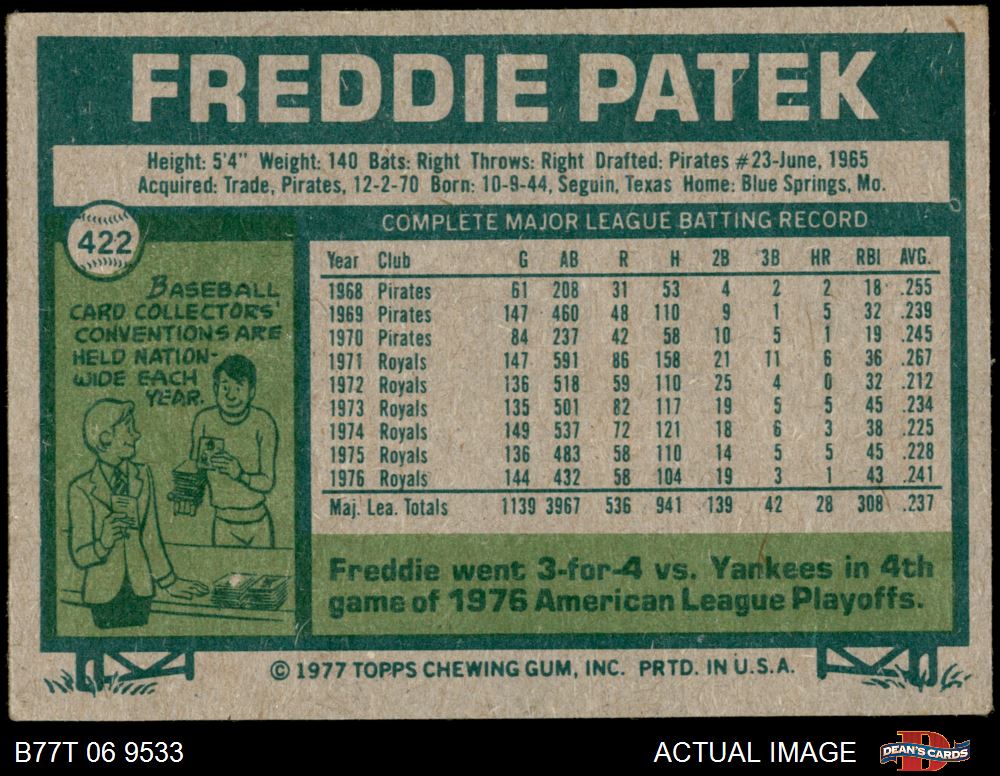 FREDDIE PATEK
Height: 5'4" Weight: 140 Bats: Right Throws: Right Drafted: Pirates #23-June, 1965
Acquired: Trade, Pirates, 12-2-70 Born: 10-9-44, Seguin, Texas Home: Blue Springs, Mo.
422
BASEBALL
CARD COLLECTORS'
CONVENTIONS ARE
HELD NATION-
WIDE EACH
YEAR.
COMPLETE MAJOR LEAGUE BATTING RECORD
Year Club G AB R H 2B 3B HR RBI AVG.
1968 Pirates 61 208 31 53 4 2 2 18 .255
1969 Pirates 147 460 48 110 9 1 5 32 .239
1970 Pirates 84 237 42 58 10 5 1 19 .245
1971 Royals 147 591 86 158 21 11 6 36 .267
1972 Royals 136 518 59 110 25 4 0 32 .212
1973 Royals 135 501 82 117 19 5 5 45 .234
1974 Royals 149 537 72 121 18 6 3 38 .225
1975 Royals 136 483 58 110 14 5 5 45 .228
1976 Royals 144 432 58 104 19 3 1 43 .241
Maj. Lea. Totals 1139 3967 536 941 139 42 28 308 .237
Freddie went 3-for-4 vs. Yankees in 4th
game of 1976 American League Playoffs.
© 1977 TOPPS CHEWING GUM, INC. PRTD. IN U.S.A.
B77T 06 9533 ACTUAL IMAGE DEAN'S CARDS